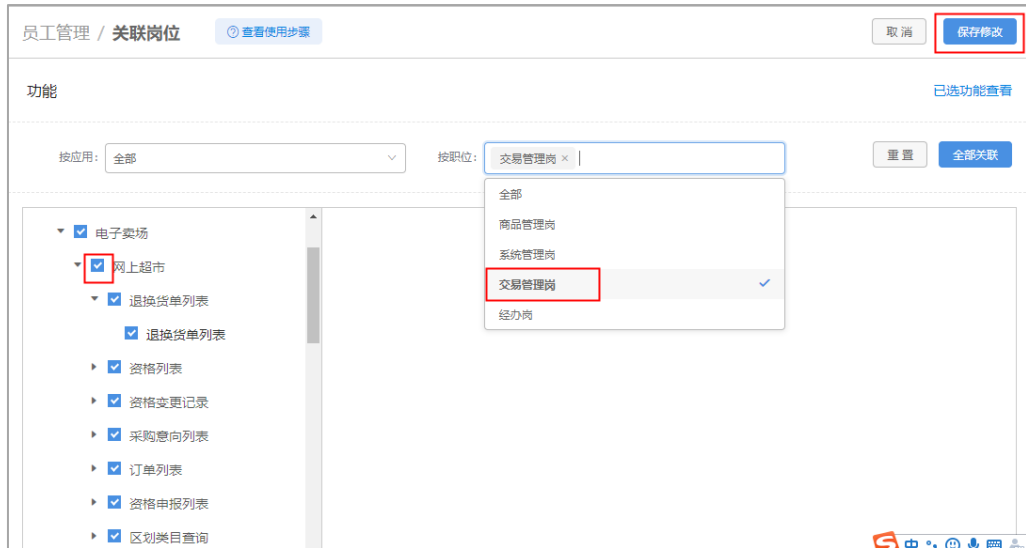 员工管理 / 关联岗位 查看使用步骤 取消 保存修改
功能 已选功能查看
按应用: 全部 按职位: 交易管理岗 × 重置 全部关联
全部
商品管理岗
系统管理岗
交易管理岗
经办岗
电子卖场
网上超市
退换货单列表
退换货单列表
资格列表
资格变更记录
采购意向列表
订单列表
资格申报列表
区划类目查询
中